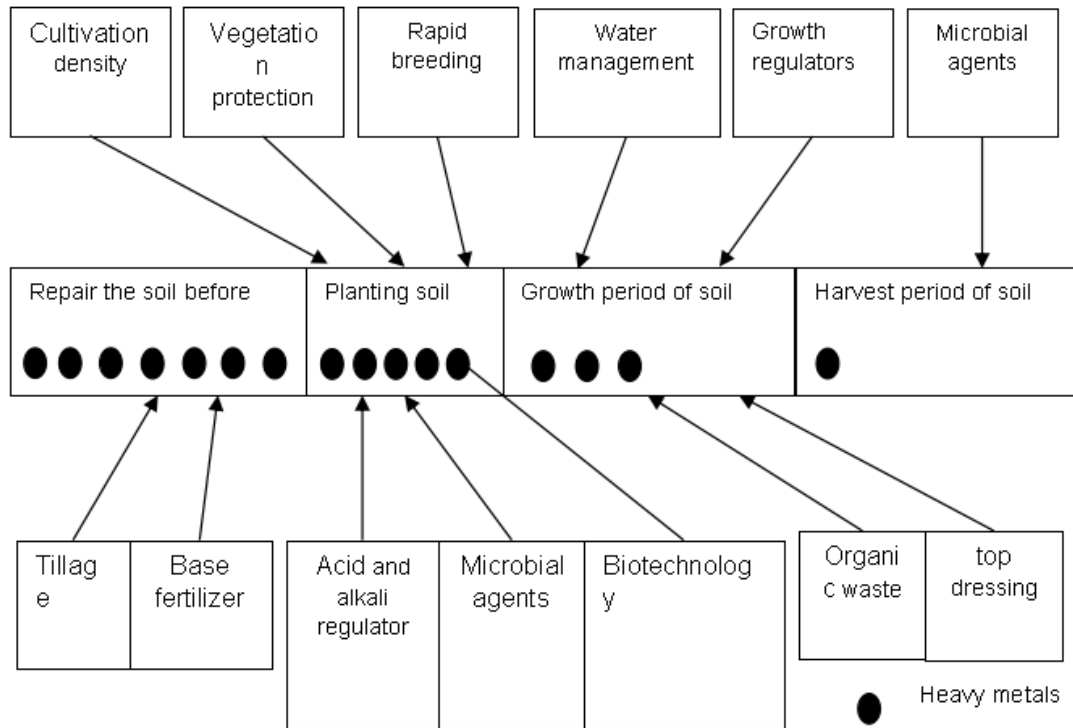 Cultivation
density
Vegetatio
n
protection
Rapid
breeding
Water
management
Growth
regulators
Microbial
agents
Repair the soil before
Planting soil
Growth period of soil
Harvest period of soil
Tillag
e
Base
fertilizer
Acid and
alkali
regulator
Microbial
agents
Biotechnolog
y
Organi
c waste
top
dressing
Heavy metals